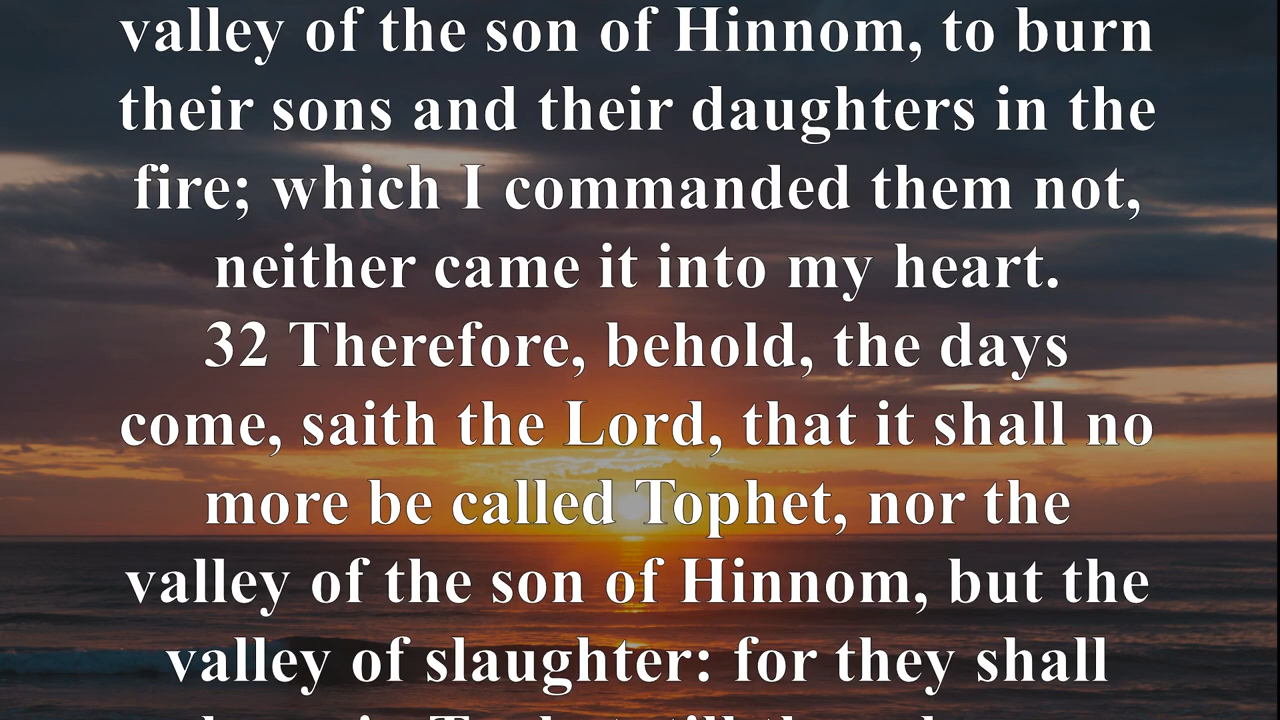 valley of the son of Hinnom, to burn
their sons and their daughters in the
fire; which I commanded them not,
neither came it into my heart.
32 Therefore, behold, the days
come, saith the Lord, that it shall no
more be called Tophet, nor the
valley of the son of Hinnom, but the
valley of slaughter: for they shall